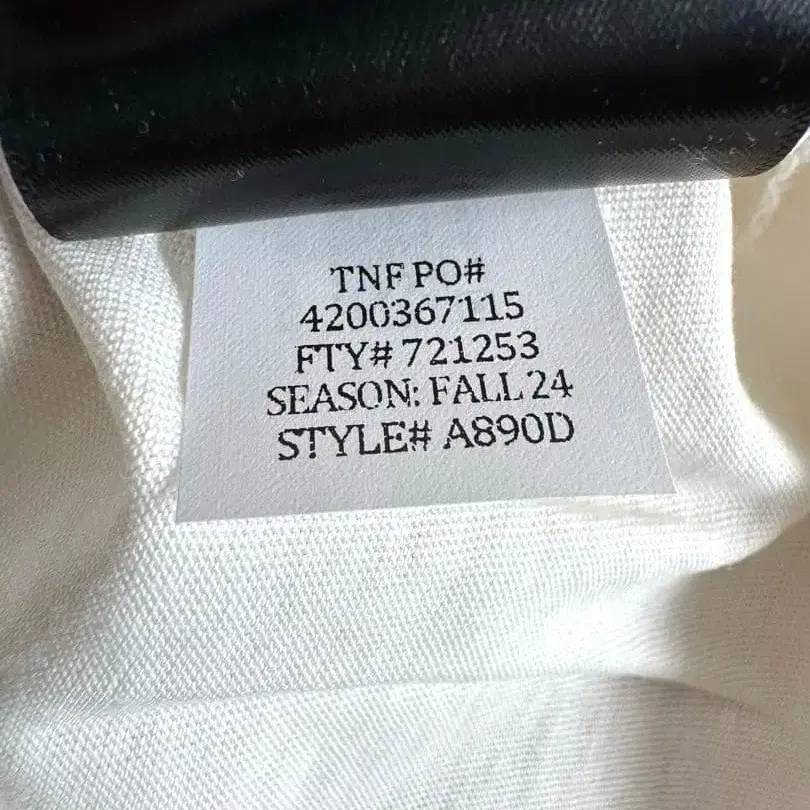 TNF PO#
4200367115
FTY# 721253
SEASON: FALL 24
STYLE# A890D